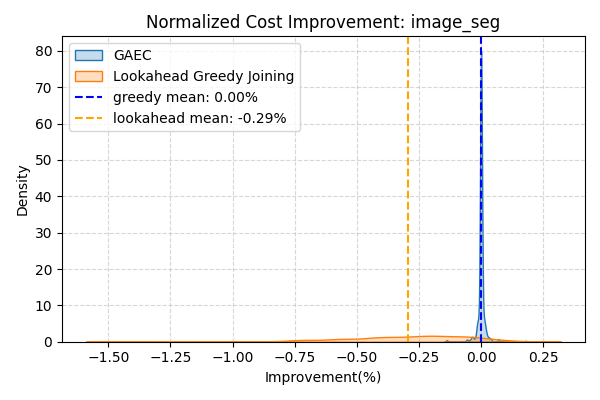 Normalized Cost Improvement: image_seg
GAEC
Lookahead Greedy Joining
greedy mean: 0.00%
lookahead mean: -0.29%
Density
80
70
60
50
40
30
20
10
0
−1.50 −1.25 −1.00 −0.75 −0.50 −0.25 0.00 0.25
Improvement(%)